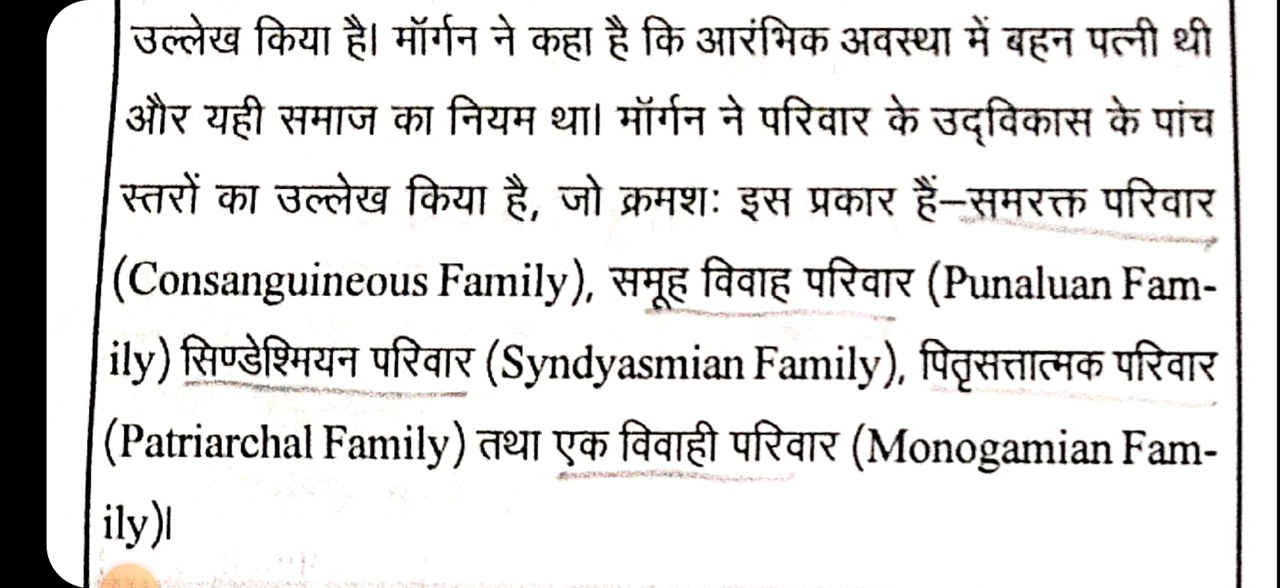 उल्लेख किया है। मॉर्गन ने कहा है कि आरंभिक अवस्था में बहन पत्नी थी
और यही समाज का नियम था। मॉर्गन ने परिवार के उद्‌विकास के पांच
स्तरों का उल्लेख किया है, जो क्रमशः इस प्रकार हैं–समरक्त परिवार
(Consanguineous Family), समूह विवाह परिवार (Punaluan Fam-
ily) सिण्डेश्मियन परिवार (Syndyasmian Family), पितृसत्तात्मक परिवार
(Patriarchal Family) तथा एक विवाही परिवार (Monogamian Fam-
ily)।